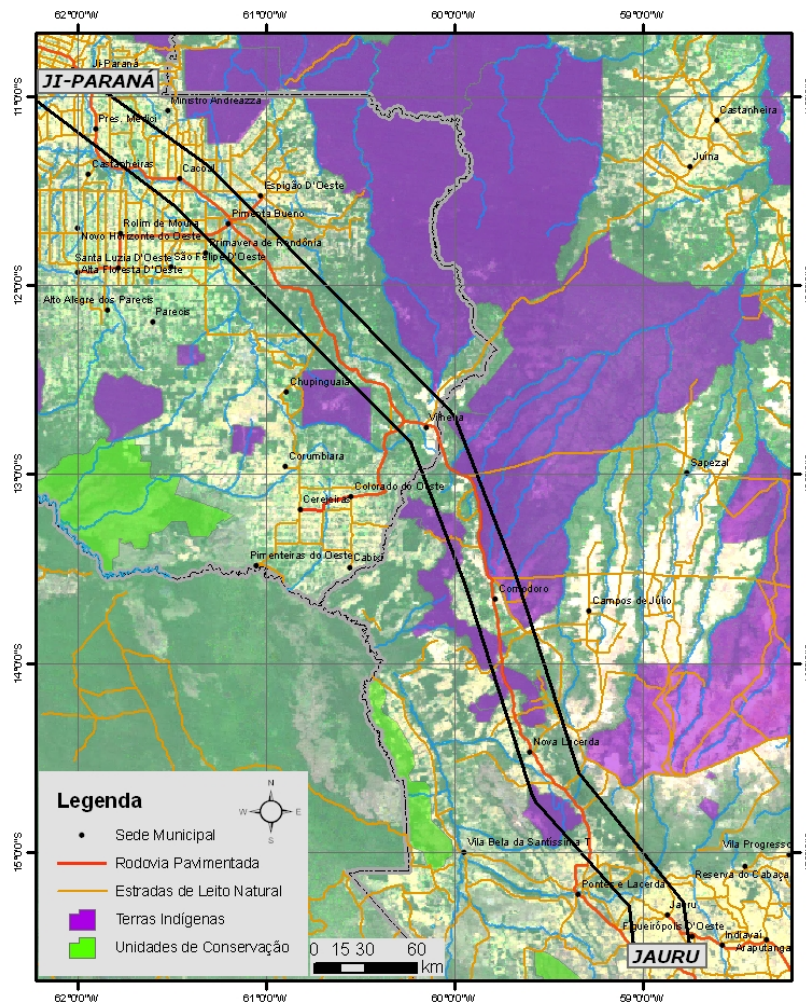 62°0'0"W 61°0'0"W 60°0'0"W 59°0'0"W
Ji-Paraná
JI-PARANÁ
11°0'0"S
Ministro Andreazza
Castanheira
Pres. Médici
Juina
Castanheiras
Cacoal
Espigão D'Oeste
Rolim de Moura
Pimenta Bueno
Novo Horizonte do Oeste
Primavera de Rondônia
Santa Luzia D'Oeste
São Felipe D'Oeste
Alta Floresta D'Oeste
12°0'0"S
Alto Alegre dos Parecis
Parecis
Chupinguaia
Vilhena
Corumbiara
Sapezal
13°0'0"S
Colorado do Oeste
Cerejeiras
Pimenteiras do Oeste
Cabixi
Comodoro
Campos de Júlio
14°0'0"S
Nova Lacerda
Legenda
N
W E
S
Sede Municipal
Rodovia Pavimentada
Estradas de Leito Natural
Terras Indígenas
Unidades de Conservação
0 15 30 60
km
Vila Bela da Santíssima T
Vila Progresso
15°0'0"S
Reserva do Cabaça
Pontes e Lacerda
Jauru
Figueirópolis D'Oeste
Indiavaí
Araputanga
JAURU
62°0'0"W 61°0'0"W 60°0'0"W 59°0'0"W